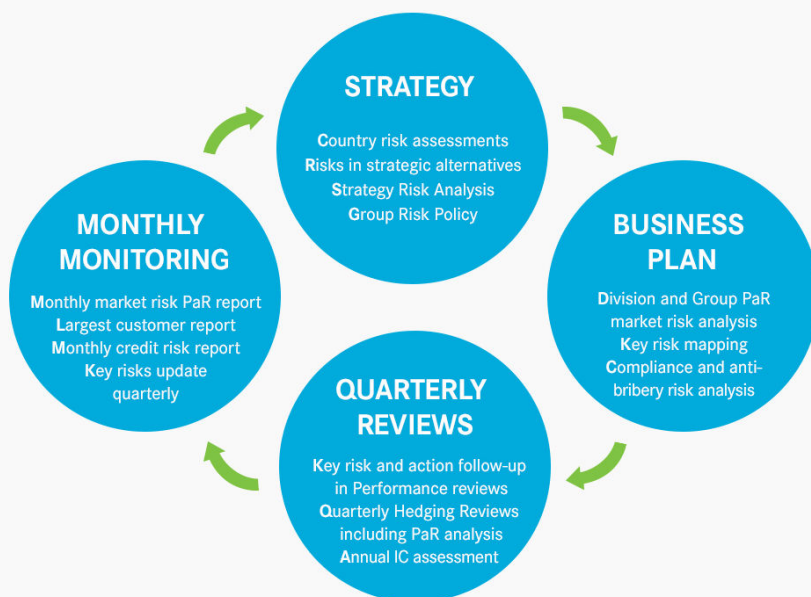 STRATEGY
Country risk assessments
Risks in strategic alternatives
Strategy Risk Analysis
Group Risk Policy
BUSINESS
PLAN
Division and Group PaR
market risk analysis
Key risk mapping
Compliance and anti-
bribery risk analysis
QUARTERLY
REVIEWS
Key risk and action follow-up
in Performance reviews
Quarterly Hedging Reviews
including PaR analysis
Annual IC assessment
MONTHLY
MONITORING
Monthly market risk PaR report
Largest customer report
Monthly credit risk report
Key risks update
quarterly